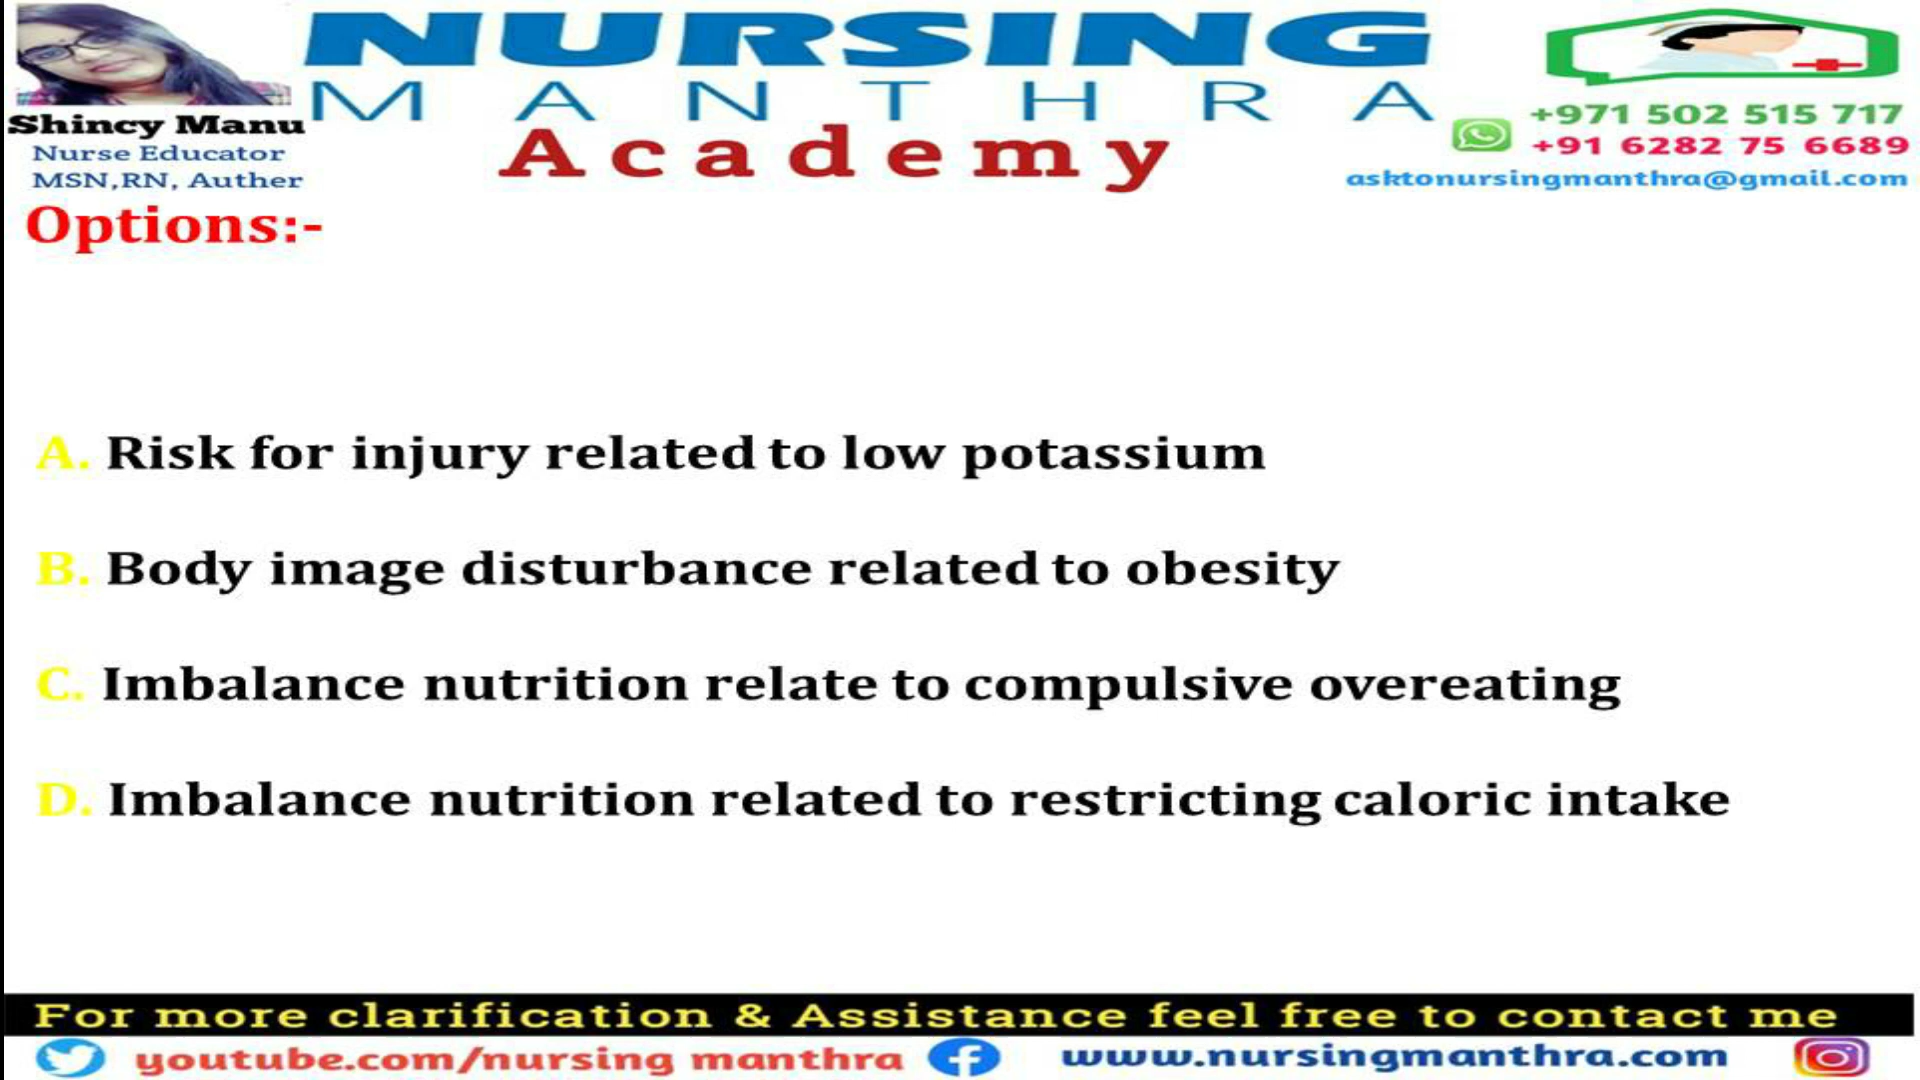 NURSING
MANTHRA
Academy
Shincy Manu
Nurse Educator
MSN,RN, Auther
+971 502 515 717
+91 6282 75 6689
asktonursingmanthra@gmail.com
Options:-
A. Risk for injury related to low potassium
B. Body image disturbance related to obesity
C. Imbalance nutrition relate to compulsive overeating
D. Imbalance nutrition related to restricting caloric intake
For more clarification & Assistance feel free to contact me
youtube.com/nursing manthra
www.nursingmanthra.com